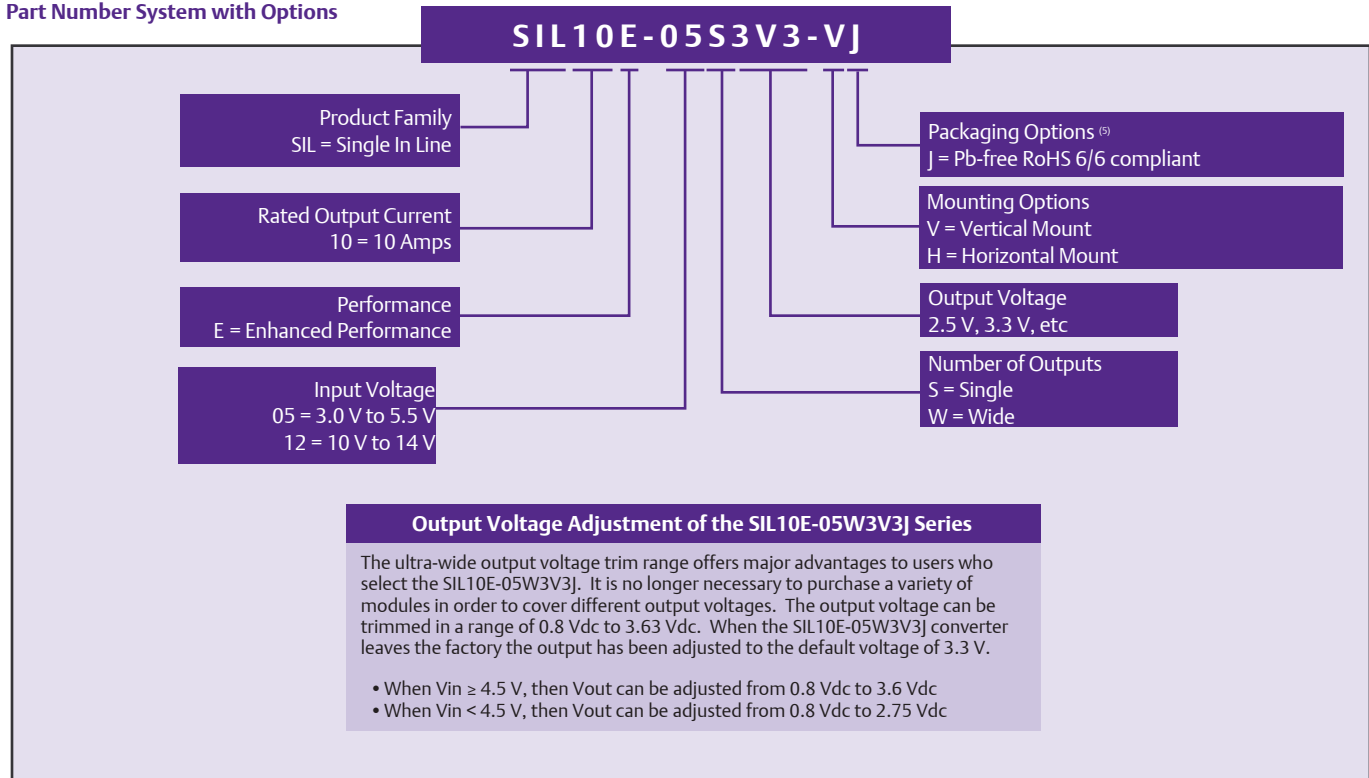 Part Number System with Options
SIL10E-05S3V3-VJ
Product Family
SIL = Single In Line
Rated Output Current
10 = 10 Amps
Performance
E = Enhanced Performance
Input Voltage
05 = 3.0 V to 5.5 V
12 = 10 V to 14 V
Packaging Options (5)
J = Pb-free RoHS 6/6 compliant
Mounting Options
V = Vertical Mount
H = Horizontal Mount
Output Voltage
2.5 V, 3.3 V, etc
Number of Outputs
S = Single
W = Wide
Output Voltage Adjustment of the SIL10E-05W3V3J Series
The ultra-wide output voltage trim range offers major advantages to users who
select the SIL10E-05W3V3J. It is no longer necessary to purchase a variety of
modules in order to cover different output voltages. The output voltage can be
trimmed in a range of 0.8 Vdc to 3.63 Vdc. When the SIL10E-05W3V3J converter
leaves the factory the output has been adjusted to the default voltage of 3.3 V.
• When Vin ≥ 4.5 V, then Vout can be adjusted from 0.8 Vdc to 3.6 Vdc
• When Vin < 4.5 V, then Vout can be adjusted from 0.8 Vdc to 2.75 Vdc